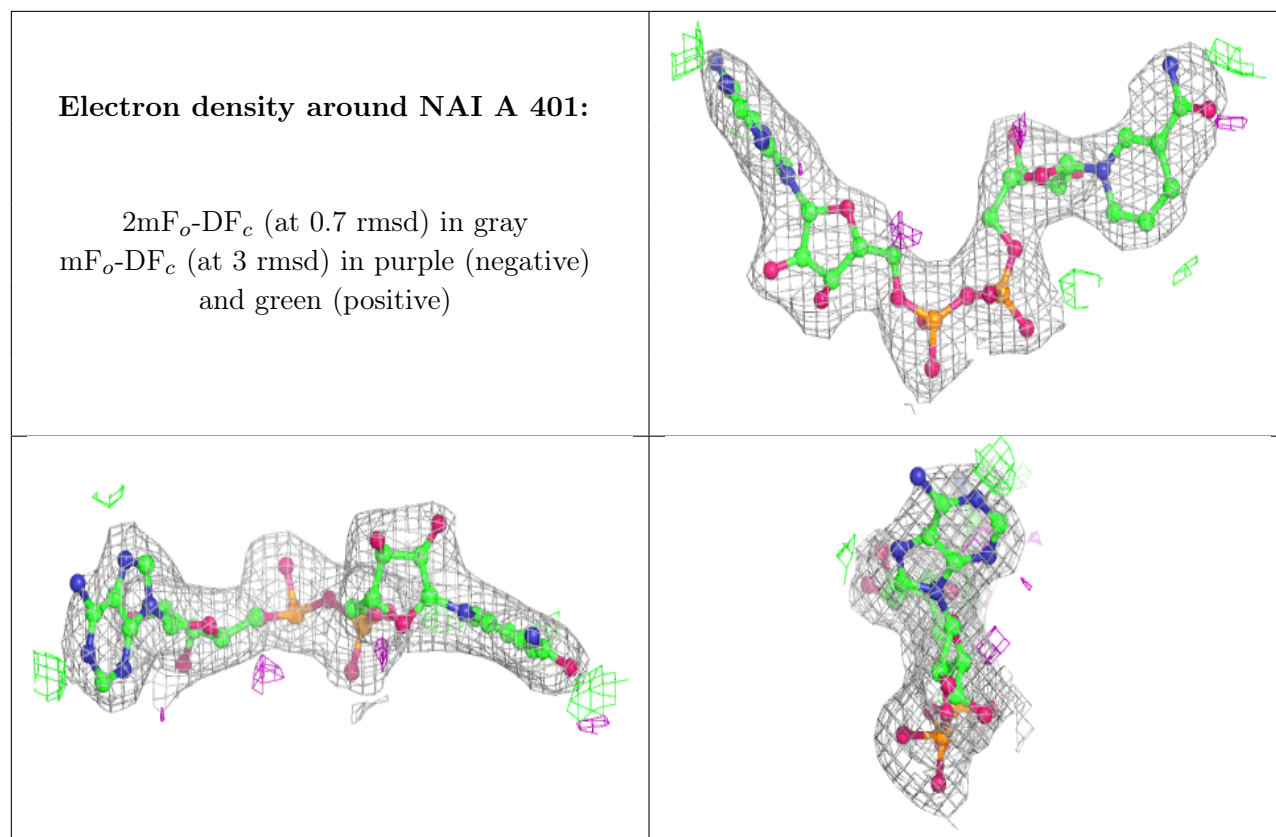 Electron density around NAI A 401:
2mFo-DFc (at 0.7 rmsd) in gray
mFo-DFc (at 3 rmsd) in purple (negative)
and green (positive)